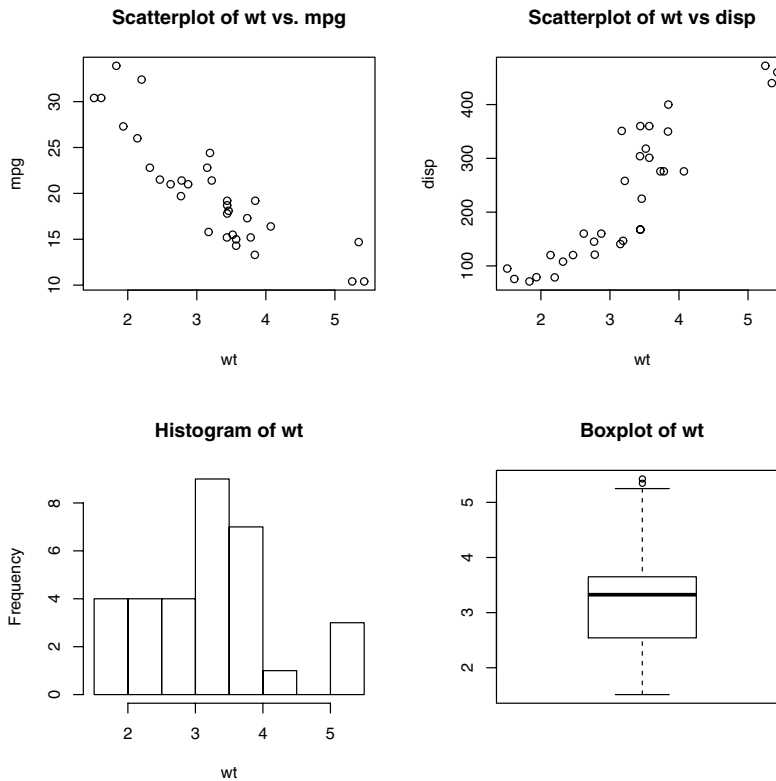 Scatterplot of wt vs. mpg
mpg
10 15 20 25 30
2 3 4 5
wt
Scatterplot of wt vs disp
disp
100 200 300 400
2 3 4 5
wt
Histogram of wt
Frequency
0 2 4 6 8
2 3 4 5
wt
Boxplot of wt
2 3 4 5